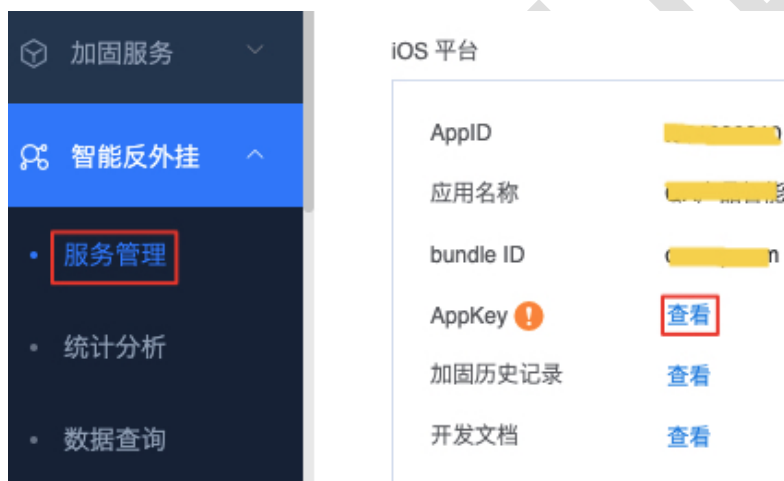 加固服务
智能反外挂
服务管理
统计分析
数据查询
iOS 平台
AppID
应用名称
bundle ID
AppKey
查看
加固历史记录
查看
开发文档
查看